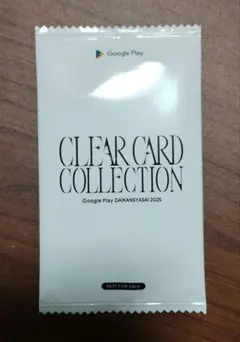 Google Play
CLEAR CARD
COLLECTION
Google Play DAIKANSYASAI 2025
NOT FOR SALE